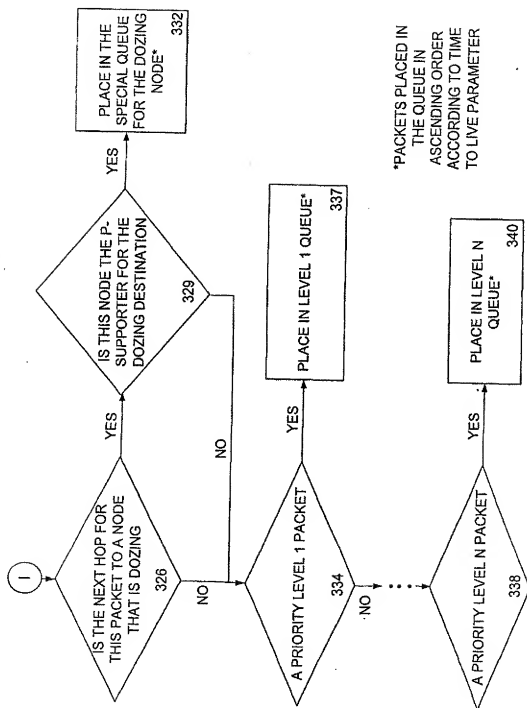 I
IS THE NEXT HOP FOR
THIS PACKET TO A NODE
THAT IS DOZING
326
YES
IS THIS NODE THE P-
SUPPORTER FOR THE
DOZING DESTINATION
329
YES
PLACE IN THE
SPECIAL QUEUE
FOR THE DOZING
NODE*
332
NO
NO
A PRIORITY LEVEL 1 PACKET
334
YES
PLACE IN LEVEL 1 QUEUE*
337
NO
A PRIORITY LEVEL N PACKET
338
YES
PLACE IN LEVEL N
QUEUE*
340
*PACKETS PLACED IN
THE QUEUE IN
ASCENDING ORDER
ACCORDING TO TIME
TO LIVE PARAMETER